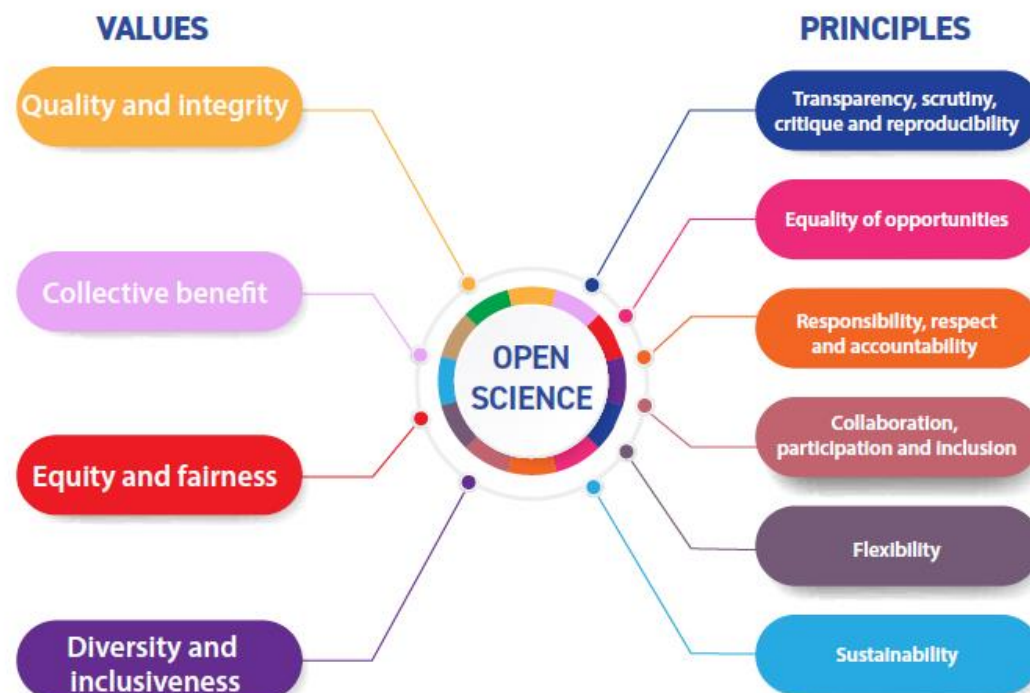 VALUES
Quality and integrity
Collective benefit
Equity and fairness
Diversity and
inclusiveness
OPEN
SCIENCE
PRINCIPLES
Transparency, scrutiny,
critique and reproducibility
Equality of opportunities
Responsibility, respect
and accountability
Collaboration,
participation and inclusion
Flexibility
Sustainability